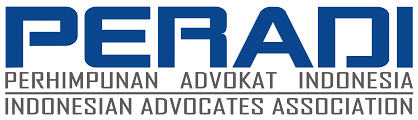 PERADI
PERHIMPUNAN ADVOKAT INDONESIA
INDONESIAN ADVOCATES ASSOCIATION